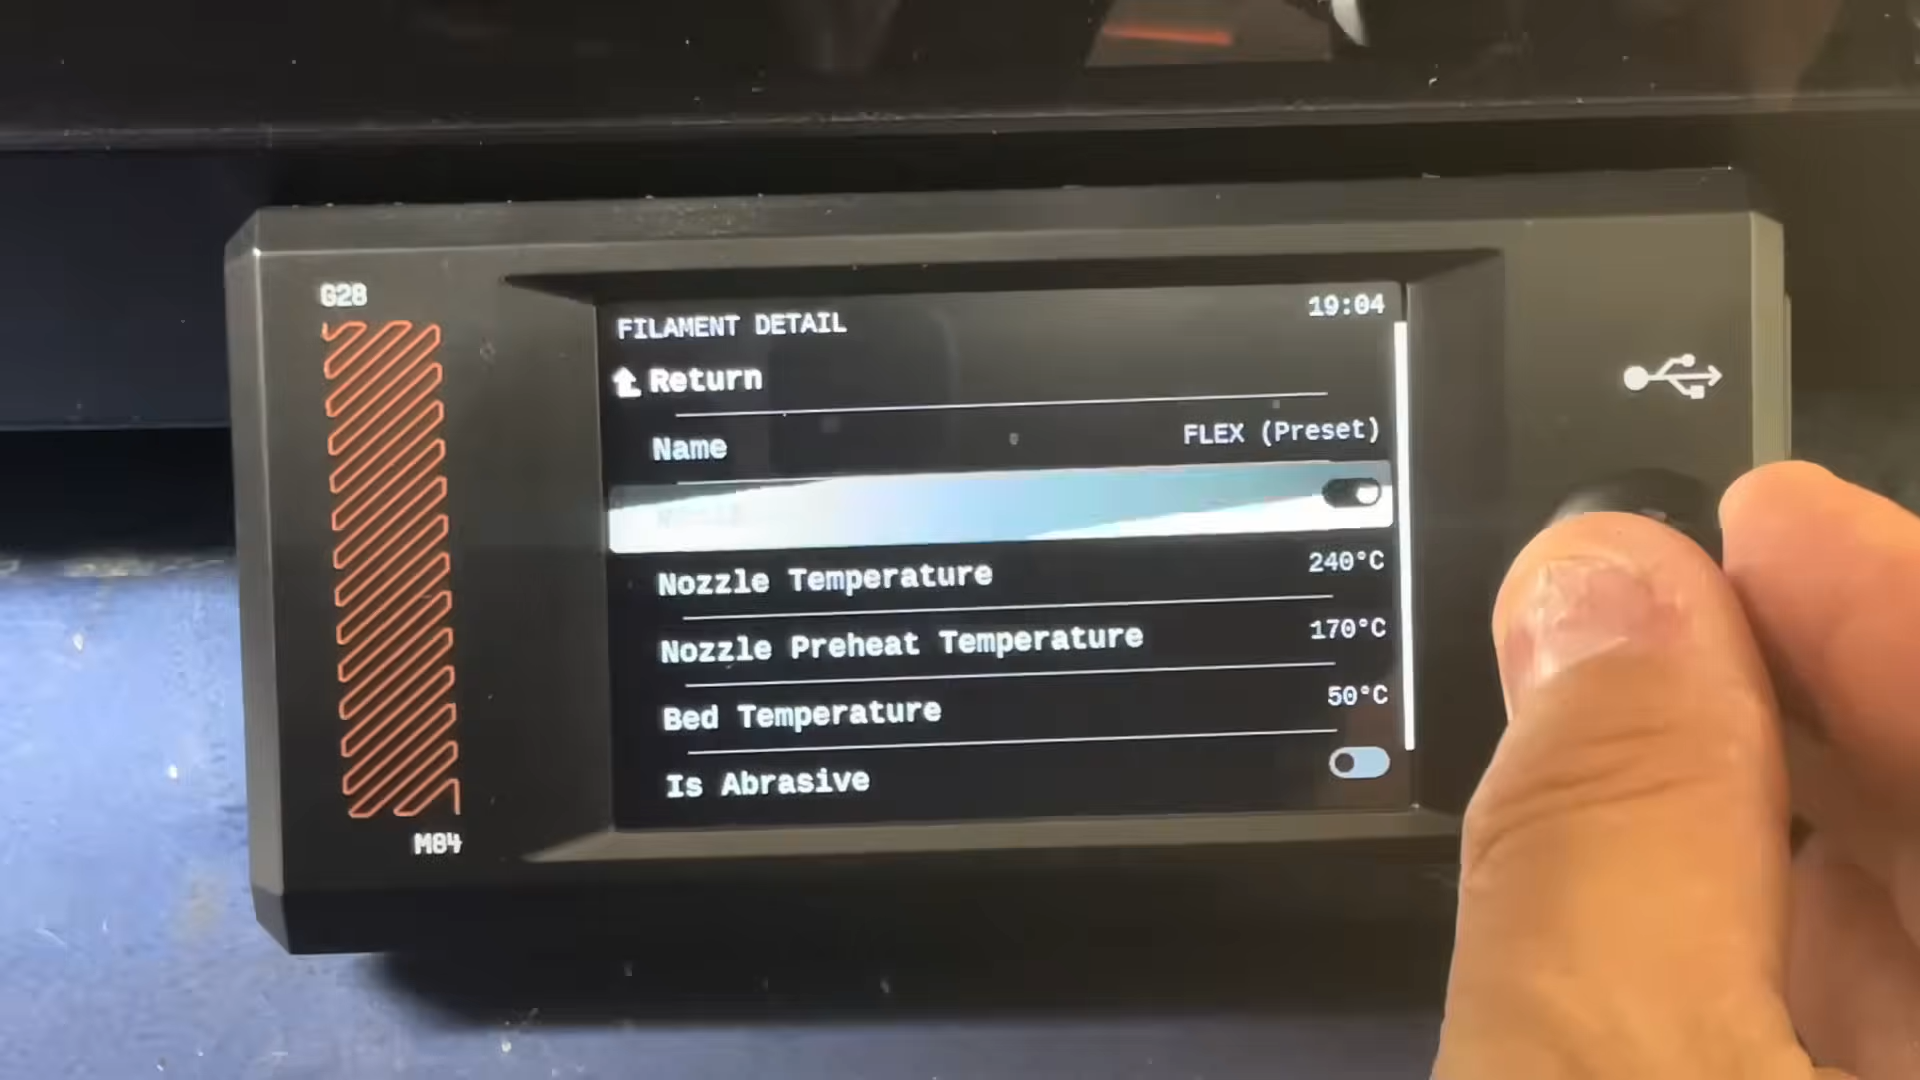 G28
19:04
FILAMENT DETAIL
Return
Name FLEX (Preset)
Nozzle Temperature 240°C
Nozzle Preheat Temperature 170°C
Bed Temperature 50°C
Is Abrasive
M84